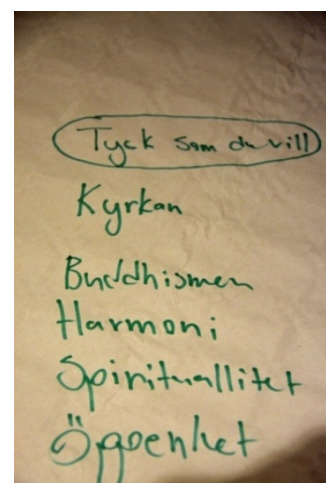 Tyck som du vill
Kyrkan
Buddhismen
Harmoni
Spirituallitet
Öppenhet